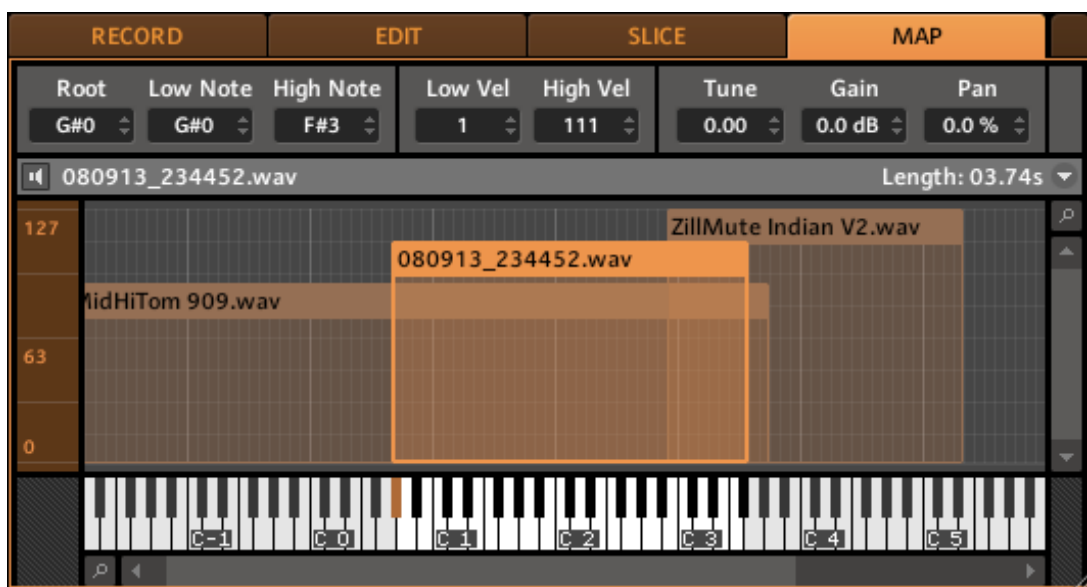 RECORD EDIT SLICE MAP
Root Low Note High Note Low Vel High Vel Tune Gain Pan
G#0 G#0 F#3 1 111 0.00 0.0 dB 0.0 %
080913_234452.wav Length: 03.74s
127 ZillMute Indian V2.wav
080913_234452.wav
MidHiTom 909.wav
63
0
C-1 C 0 C 1 C 2 C 3 C 4 C 5